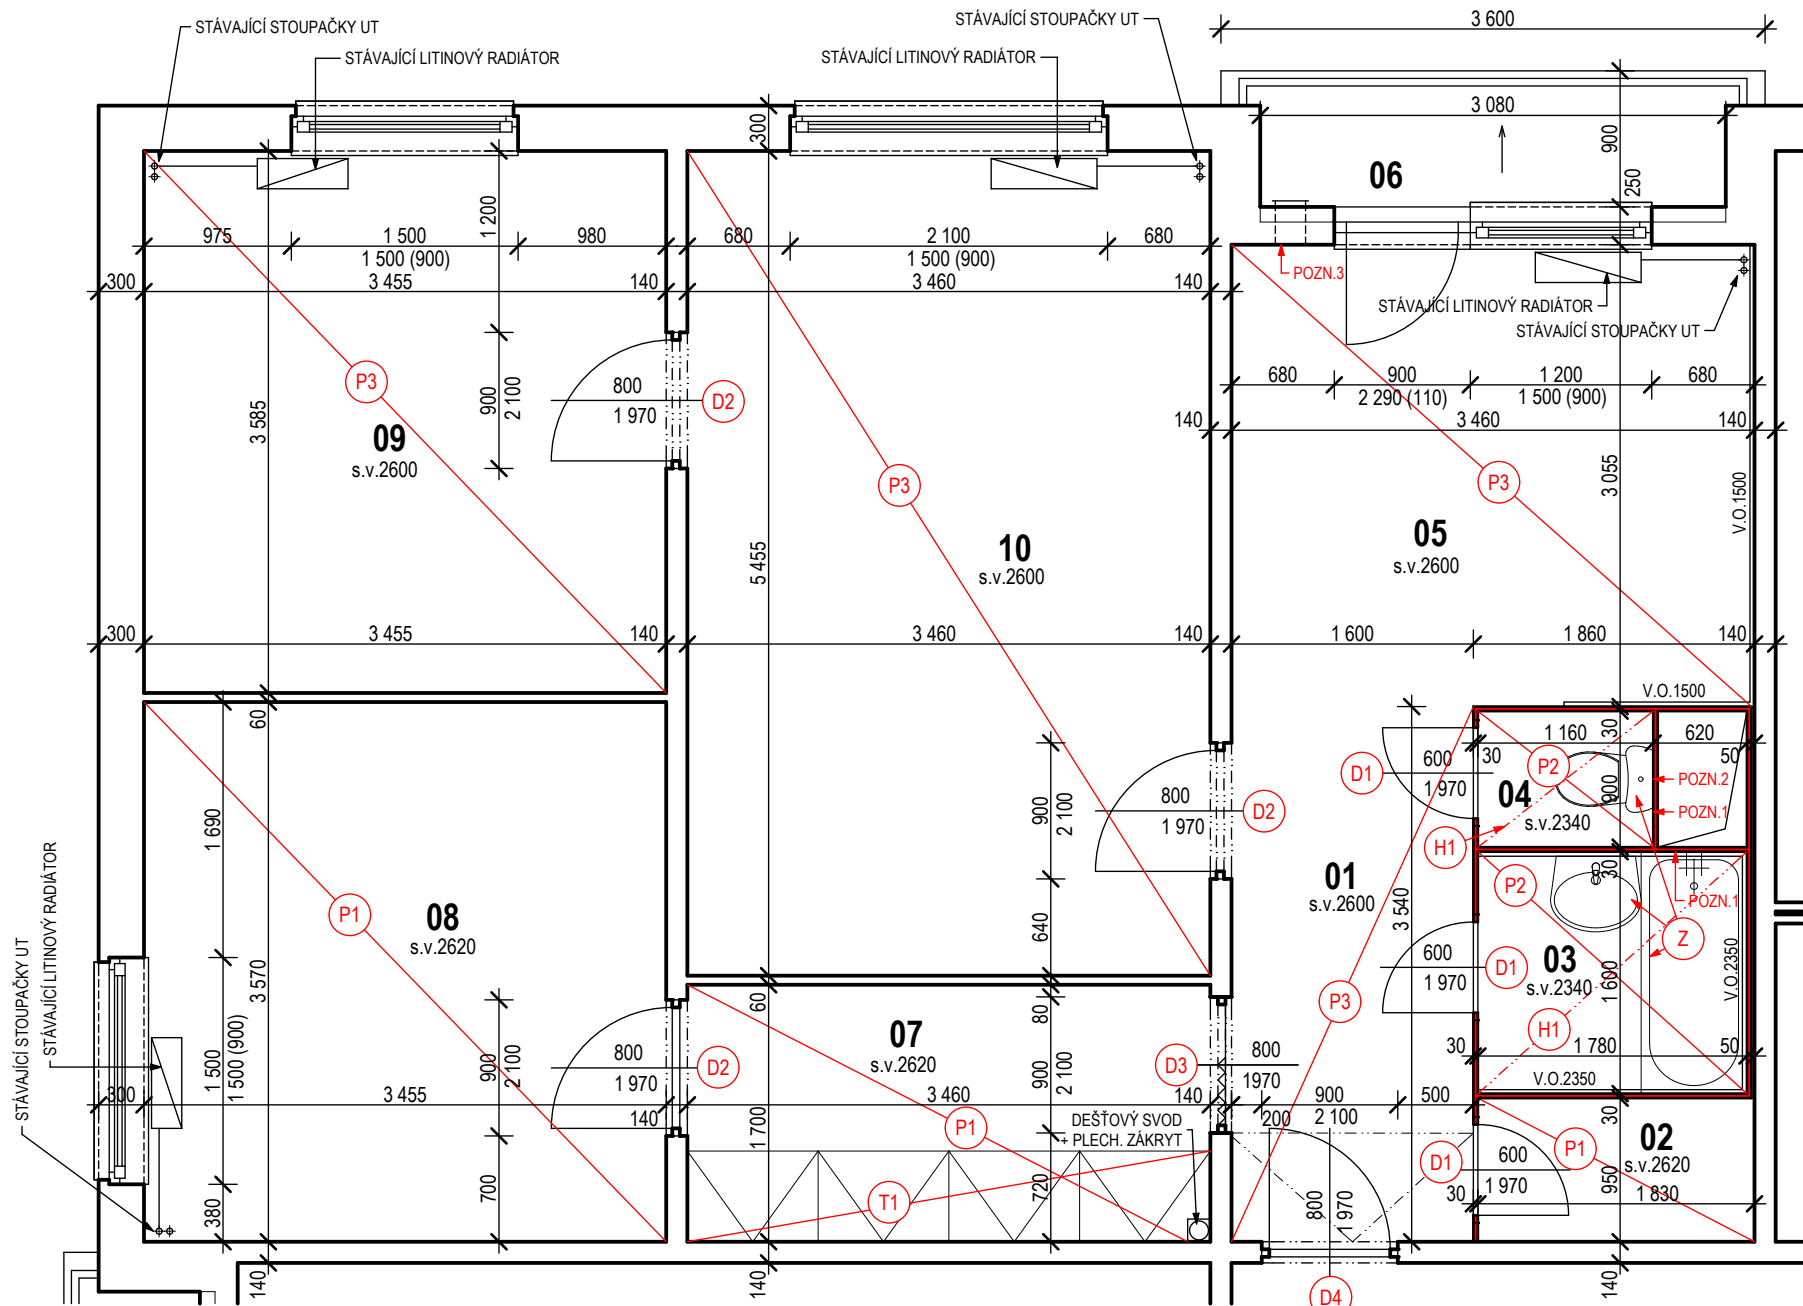 STÁVAJÍCÍ STOUPAČKY UT
STÁVAJÍCÍ LITINOVÝ RADIÁTOR
STÁVAJÍCÍ STOUPAČKY UT
STÁVAJÍCÍ LITINOVÝ RADIÁTOR
3 600
3 080
300
900
250
06
1 200
975
1 500
1 500 (900)
980
680
2 100
1 500 (900)
680
POZN.3
300
3 455
140
3 460
140
STÁVAJÍCÍ LITINOVÝ RADIÁTOR
STÁVAJÍCÍ STOUPAČKY UT
P3
800
1 970
D2
900
2 100
3 585
09
s.v.2600
680
900
2 290 (110)
1 200
1 500 (900)
680
140
3 460
140
P3
P3
3 055
V.O.1500
5 455
10
s.v.2600
05
s.v.2600
300
3 455
140
3 460
140
1 600
1 860
140
60
V.O.1500
30
1 160
620
30
50
D1
600
1 970
P2
900
POZN.2
POZN.1
04
s.v.2340
H1
1 690
900
2 100
800
1 970
D2
640
01
s.v.2600
3 540
30
P2
POZN.1
Z
P1
08
s.v.2620
STÁVAJÍCÍ LITINOVÝ RADIÁTOR
STÁVAJÍCÍ STOUPAČKY UT
3 570
1 500
1 500 (900)
600
1 970
D1
03
s.v.2340
1 600
V.O.2350
H1
P3
60
80
07
s.v.2620
900
2 100
800
1 970
D2
900
2 100
D3
800
1970
30
1 780
50
V.O.2350
300
3 455
140
3 460
140
900
2 100
500
200
DEŠŤOVÝ SVOD
+ PLECH. ZÁKRYT
P1
1 700
30
02
s.v.2620
P1
D1
600
1 970
950
30
1 830
380
700
T1
720
800
1 970
140
140
140
D4